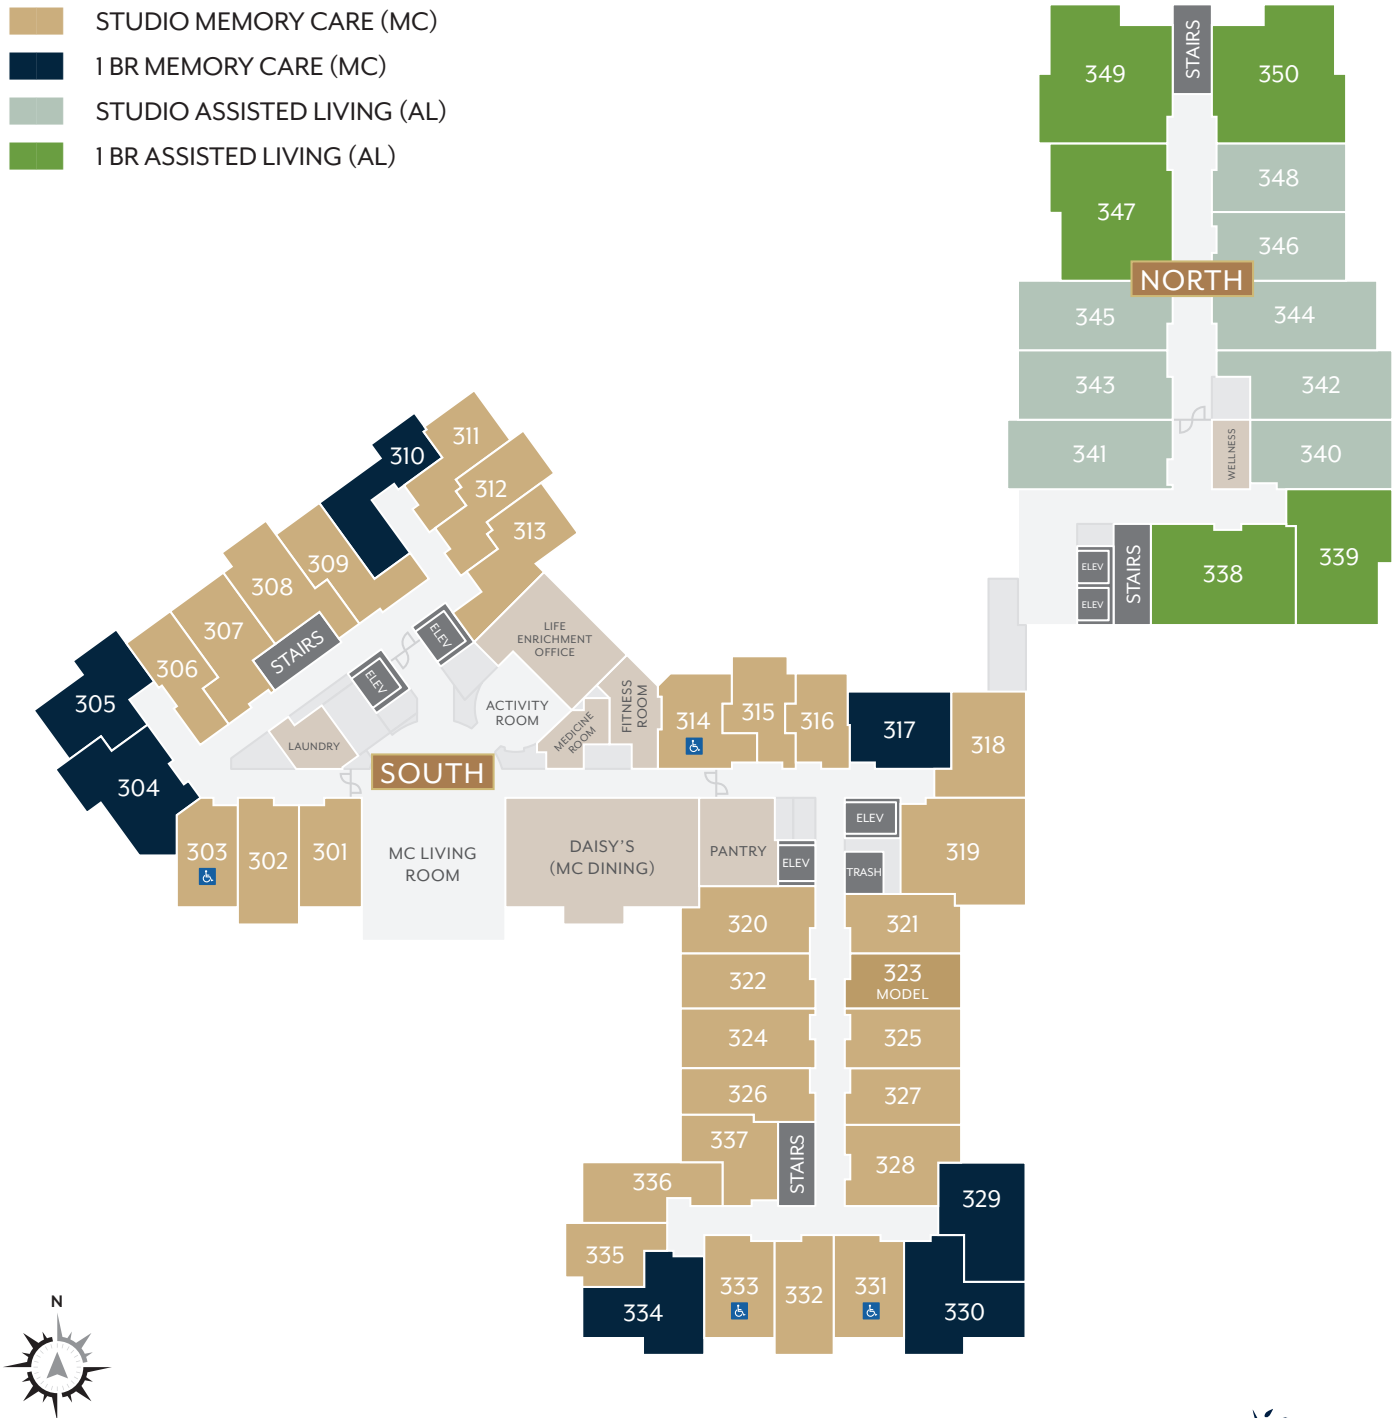 STUDIO MEMORY CARE (MC)
1 BR MEMORY CARE (MC)
STUDIO ASSISTED LIVING (AL)
1 BR ASSISTED LIVING (AL)
349
STAIRS
350
348
347
346
NORTH
345
344
343
342
341
WELLNESS
340
ELEV
ELEV
STAIRS
338
339
310
311
312
313
309
308
307
306
305
304
STAIRS
ELEV
ELEV
LIFE
ENRICHMENT
OFFICE
ACTIVITY
ROOM
MEDICINE
ROOM
FITNESS
ROOM
LAUNDRY
SOUTH
314
315
316
317
318
303
302
301
MC LIVING
ROOM
DAISY'S
(MC DINING)
PANTRY
ELEV
ELEV
TRASH
319
320
321
322
323
MODEL
324
325
326
327
337
STAIRS
328
336
329
335
334
333
332
331
330
N